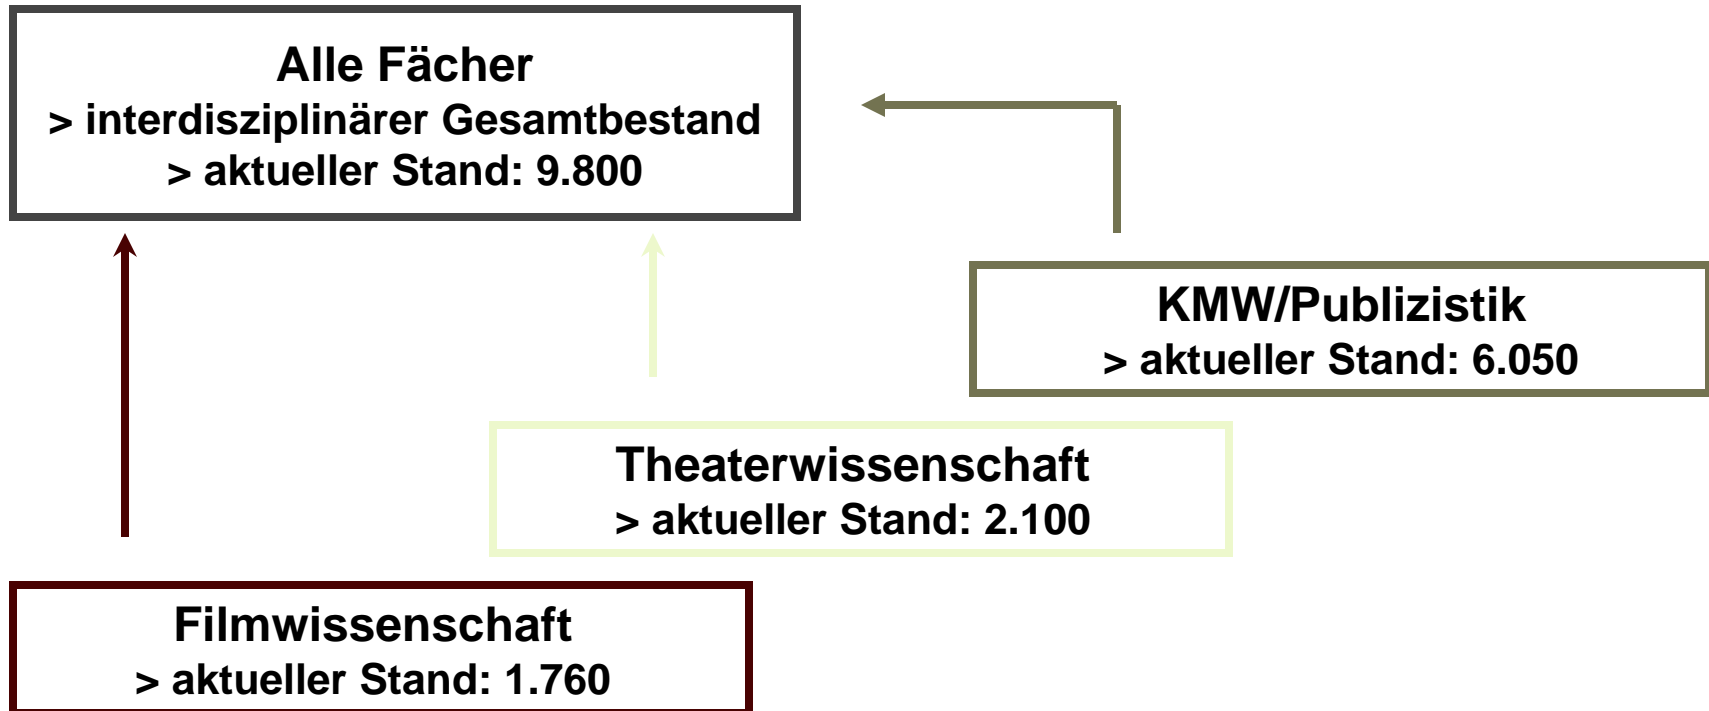 Alle Fächer
> interdisziplinärer Gesamtbestand
> aktueller Stand: 9.800
KMW/Publizistik
> aktueller Stand: 6.050
Theaterwissenschaft
> aktueller Stand: 2.100
Filmwissenschaft
> aktueller Stand: 1.760